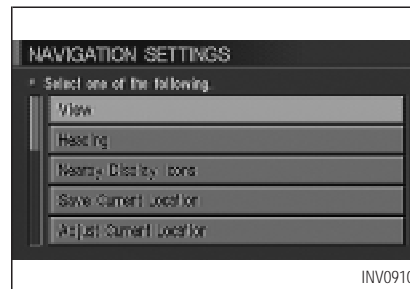 NAVIGATION SETTINGS
Select one of the following.
View
Heading
Nearby Display Icons
Save Current Location
Adjust Current Location
INV0910